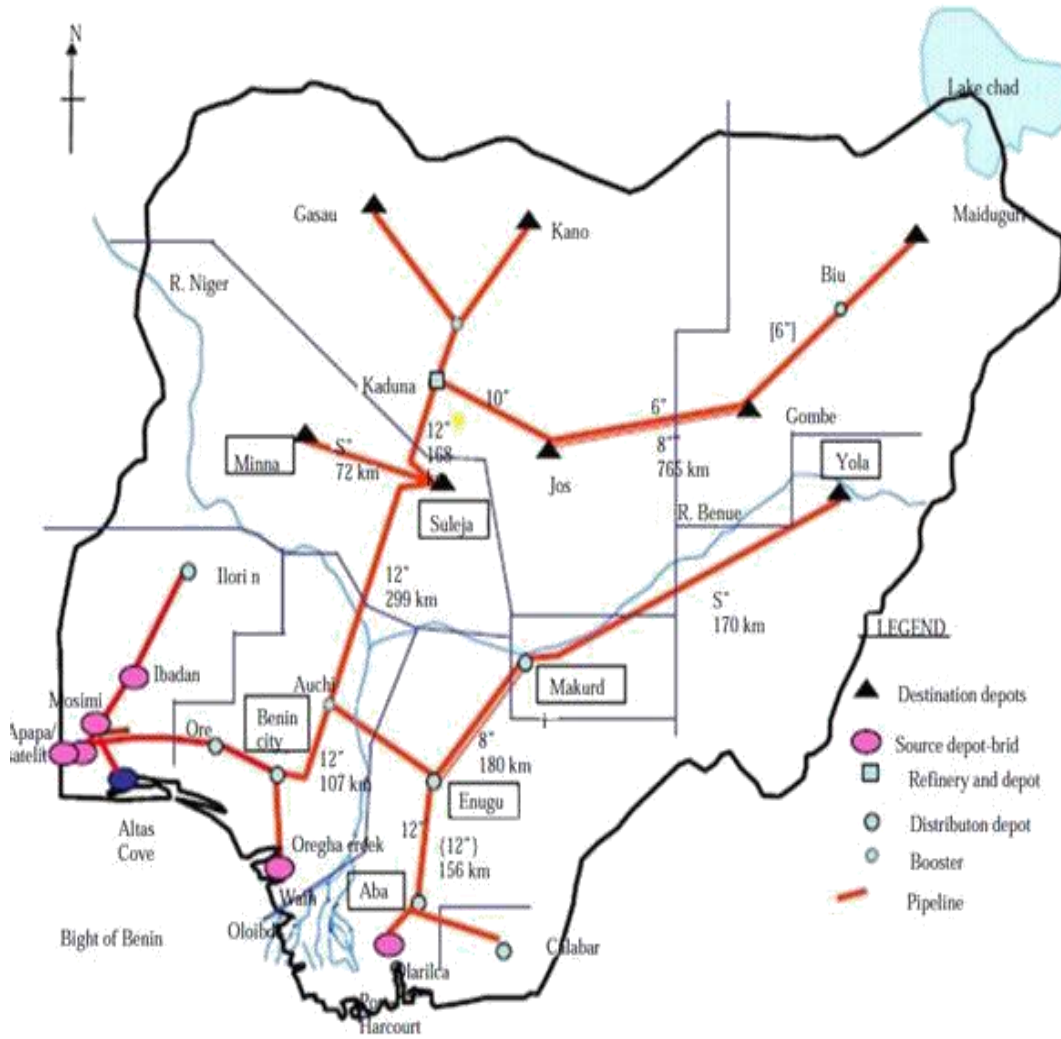 N
Lake chad
Gasau
Kano
Maiduguri
R. Niger
Biu
[6"]
Kaduna
10"
6"
Gombe
12"
168
8""
765 km
Minna
S"
72 km
Yola
Jos
Suleja
R. Benue
12"
299 km
Ilori n
S"
170 km
LEGEND
Ibadan
Auchi
Makurd
Destination depots
Mosimi
Benin
city
Apapa/
satelit
Ore
Source depot-brid
8"
180 km
Refinery and depot
12"
107 km
Enugu
Altas
Cove
12"
Distributon depot
Oregha erdek
(12")
156 km
Booster
Aba
Pipeline
Bight of Benin
Calabar
Harcourt